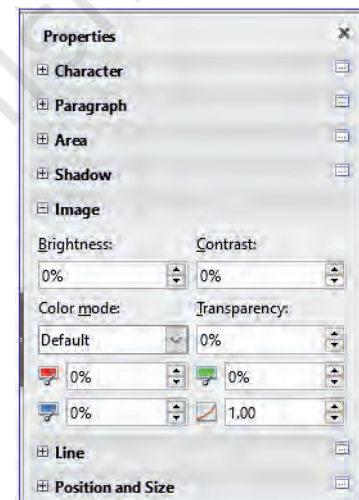 Properties
Character
Paragraph
Area
Shadow
Image
Brightness: Contrast:
0% 0%
Color mode: Transparency:
Default 0%
0% 0%
0% 1,00
Line
Position and Size